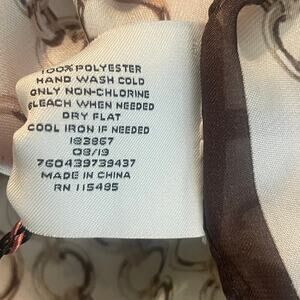 100% POLYESTER
HAND WASH COLD
ONLY NON-CHLORINE
BLEACH WHEN NEEDED
DRY FLAT
COOL IRON IF NEEDED
183867
08/19
760439739437
MADE IN CHINA
RN 115485